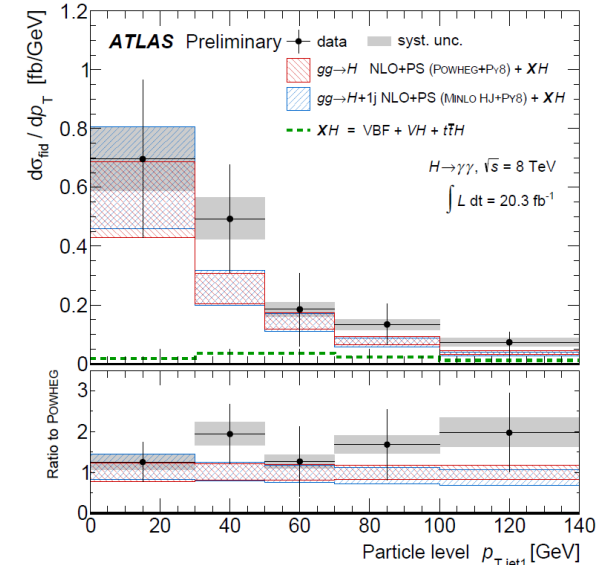 dσfid / dpT [fb/GeV]
1.2
1
0.8
0.6
0.4
0.2
0
ATLAS Preliminary
data
syst. unc.
gg→H NLO+PS (POWHEG+PY8) + XH
gg→H+1j NLO+PS (MINLO HJ+PY8) + XH
XH = VBF + VH + tt̄H
H→γγ, √s = 8 TeV
∫ L dt = 20.3 fb⁻¹
Ratio to POWHEG
3
2
1
0
0 20 40 60 80 100 120 140
Particle level pT,jet1 [GeV]